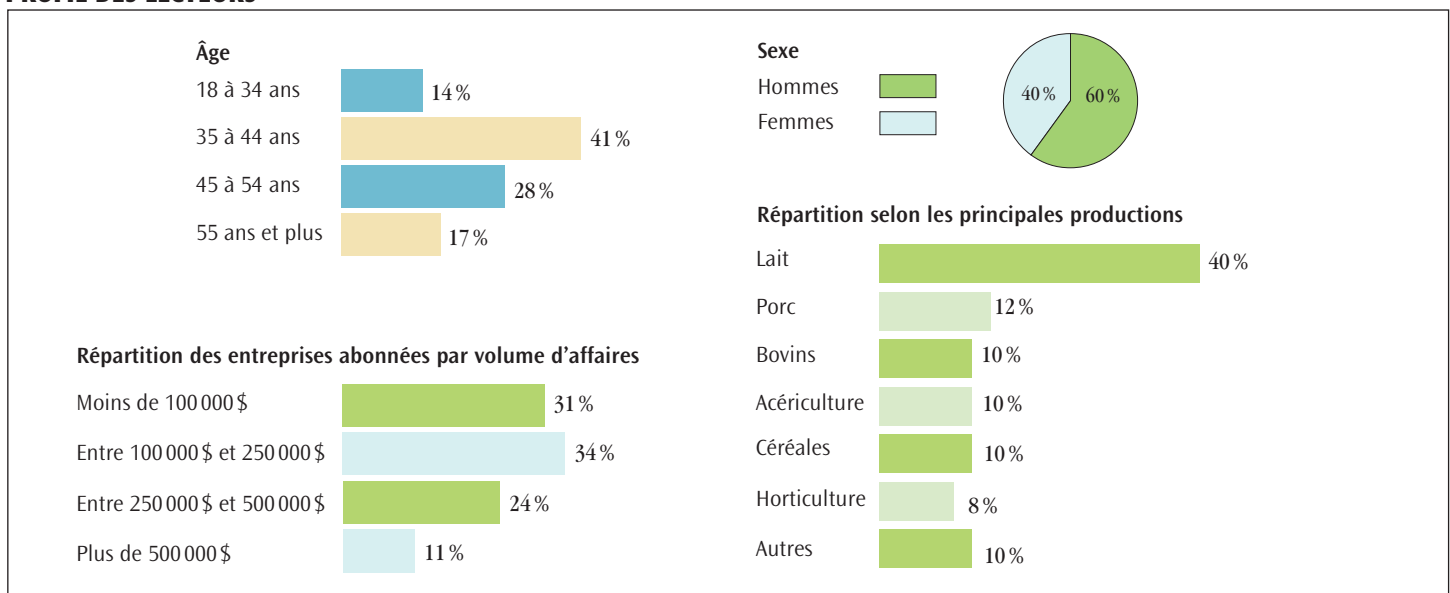 PROFIL DES LECTEURS
Âge
18 à 34 ans 14 %
35 à 44 ans 41 %
45 à 54 ans 28 %
55 ans et plus 17 %
Répartition des entreprises abonnées par volume d’affaires
Moins de 100 000 $ 31 %
Entre 100 000 $ et 250 000 $ 34 %
Entre 250 000 $ et 500 000 $ 24 %
Plus de 500 000 $ 11 %
Sexe
Hommes
Femmes
40 % 60 %
Répartition selon les principales productions
Lait 40 %
Porc 12 %
Bovins 10 %
Acériculture 10 %
Céréales 10 %
Horticulture 8 %
Autres 10 %